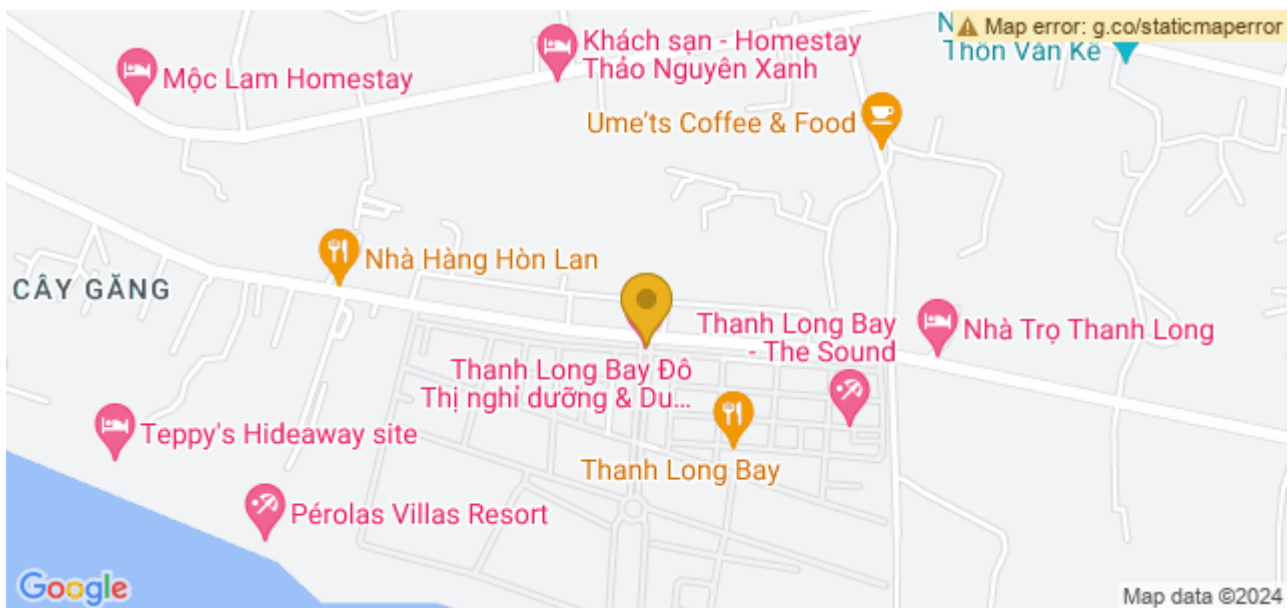 N
⚠ Map error: g.co/staticmaperror
Thôn Vân Kê
Khách sạn - Homestay
Thảo Nguyên Xanh
Mộc Lam Homestay
Ume'ts Coffee & Food
Nhà Hàng Hòn Lan
CÂY GĂNG
Thanh Long Bay
- The Sound
Nhà Trọ Thanh Long
Thanh Long Bay Đô
Thị nghỉ dưỡng & Du...
Teppy's Hideaway site
Thanh Long Bay
Pérolas Villas Resort
Google
Map data ©2024